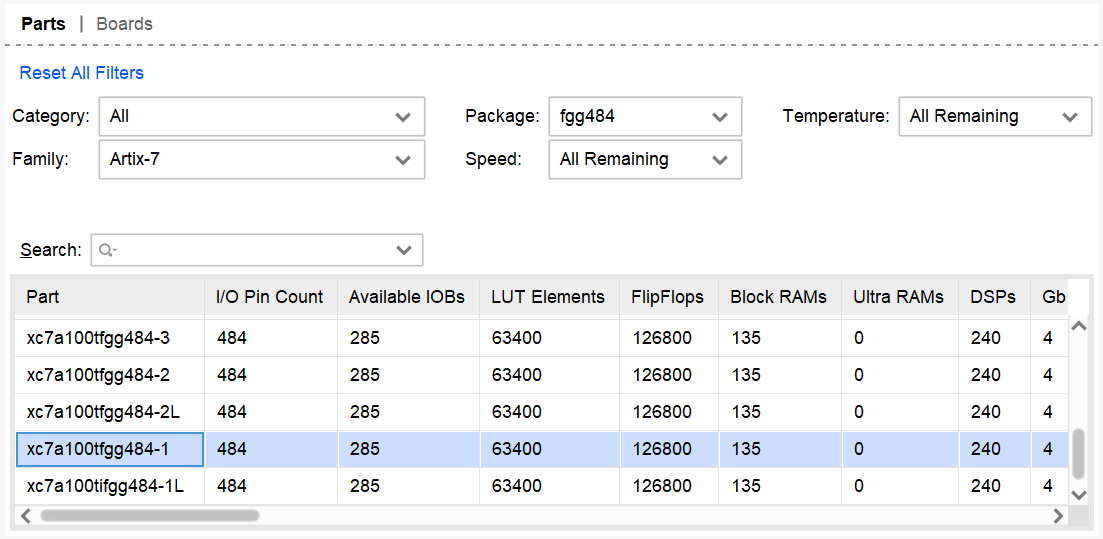 Parts | Boards
Reset All Filters
Category: All Package: fgg484 Temperature: All Remaining
Family: Artix-7 Speed: All Remaining
Search:
Part I/O Pin Count Available IOBs LUT Elements FlipFlops Block RAMs Ultra RAMs DSPs Gb
xc7a100tfgg484-3 484 285 63400 126800 135 0 240 4
xc7a100tfgg484-2 484 285 63400 126800 135 0 240 4
xc7a100tfgg484-2L 484 285 63400 126800 135 0 240 4
xc7a100tfgg484-1 484 285 63400 126800 135 0 240 4
xc7a100tifgg484-1L 484 285 63400 126800 135 0 240 4